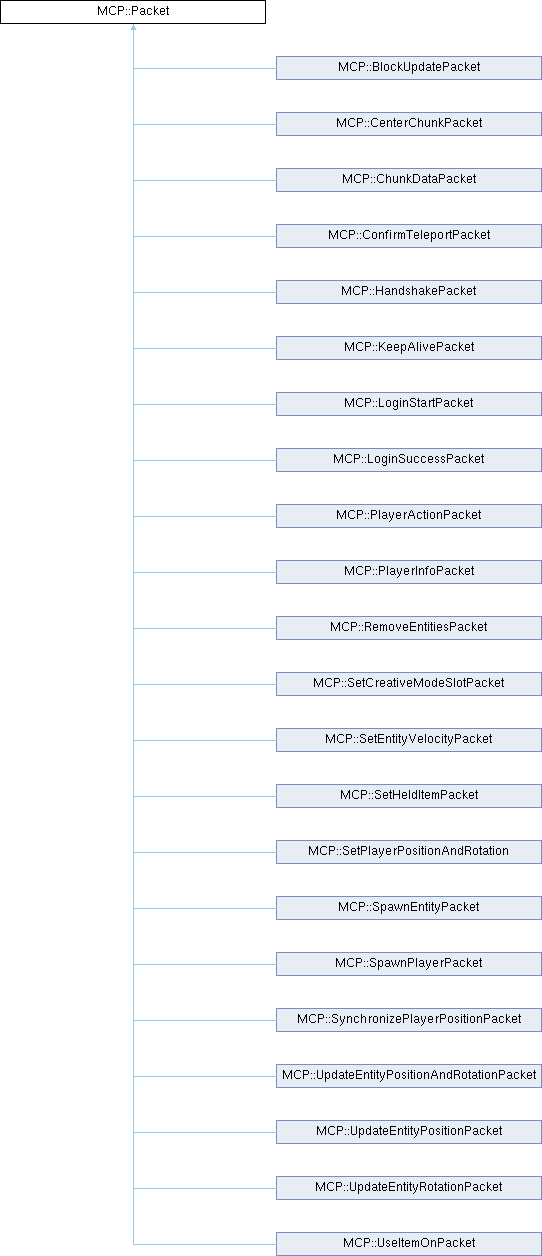 MCP::Packet
MCP::BlockUpdatePacket
MCP::CenterChunkPacket
MCP::ChunkDataPacket
MCP::ConfirmTeleportPacket
MCP::HandshakePacket
MCP::KeepAlivePacket
MCP::LoginStartPacket
MCP::LoginSuccessPacket
MCP::PlayerActionPacket
MCP::PlayerInfoPacket
MCP::RemoveEntitiesPacket
MCP::SetCreativeModeSlotPacket
MCP::SetEntityVelocityPacket
MCP::SetHeldItemPacket
MCP::SetPlayerPositionAndRotation
MCP::SpawnEntityPacket
MCP::SpawnPlayerPacket
MCP::SynchronizePlayerPositionPacket
MCP::UpdateEntityPositionAndRotationPacket
MCP::UpdateEntityPositionPacket
MCP::UpdateEntityRotationPacket
MCP::UseItemOnPacket